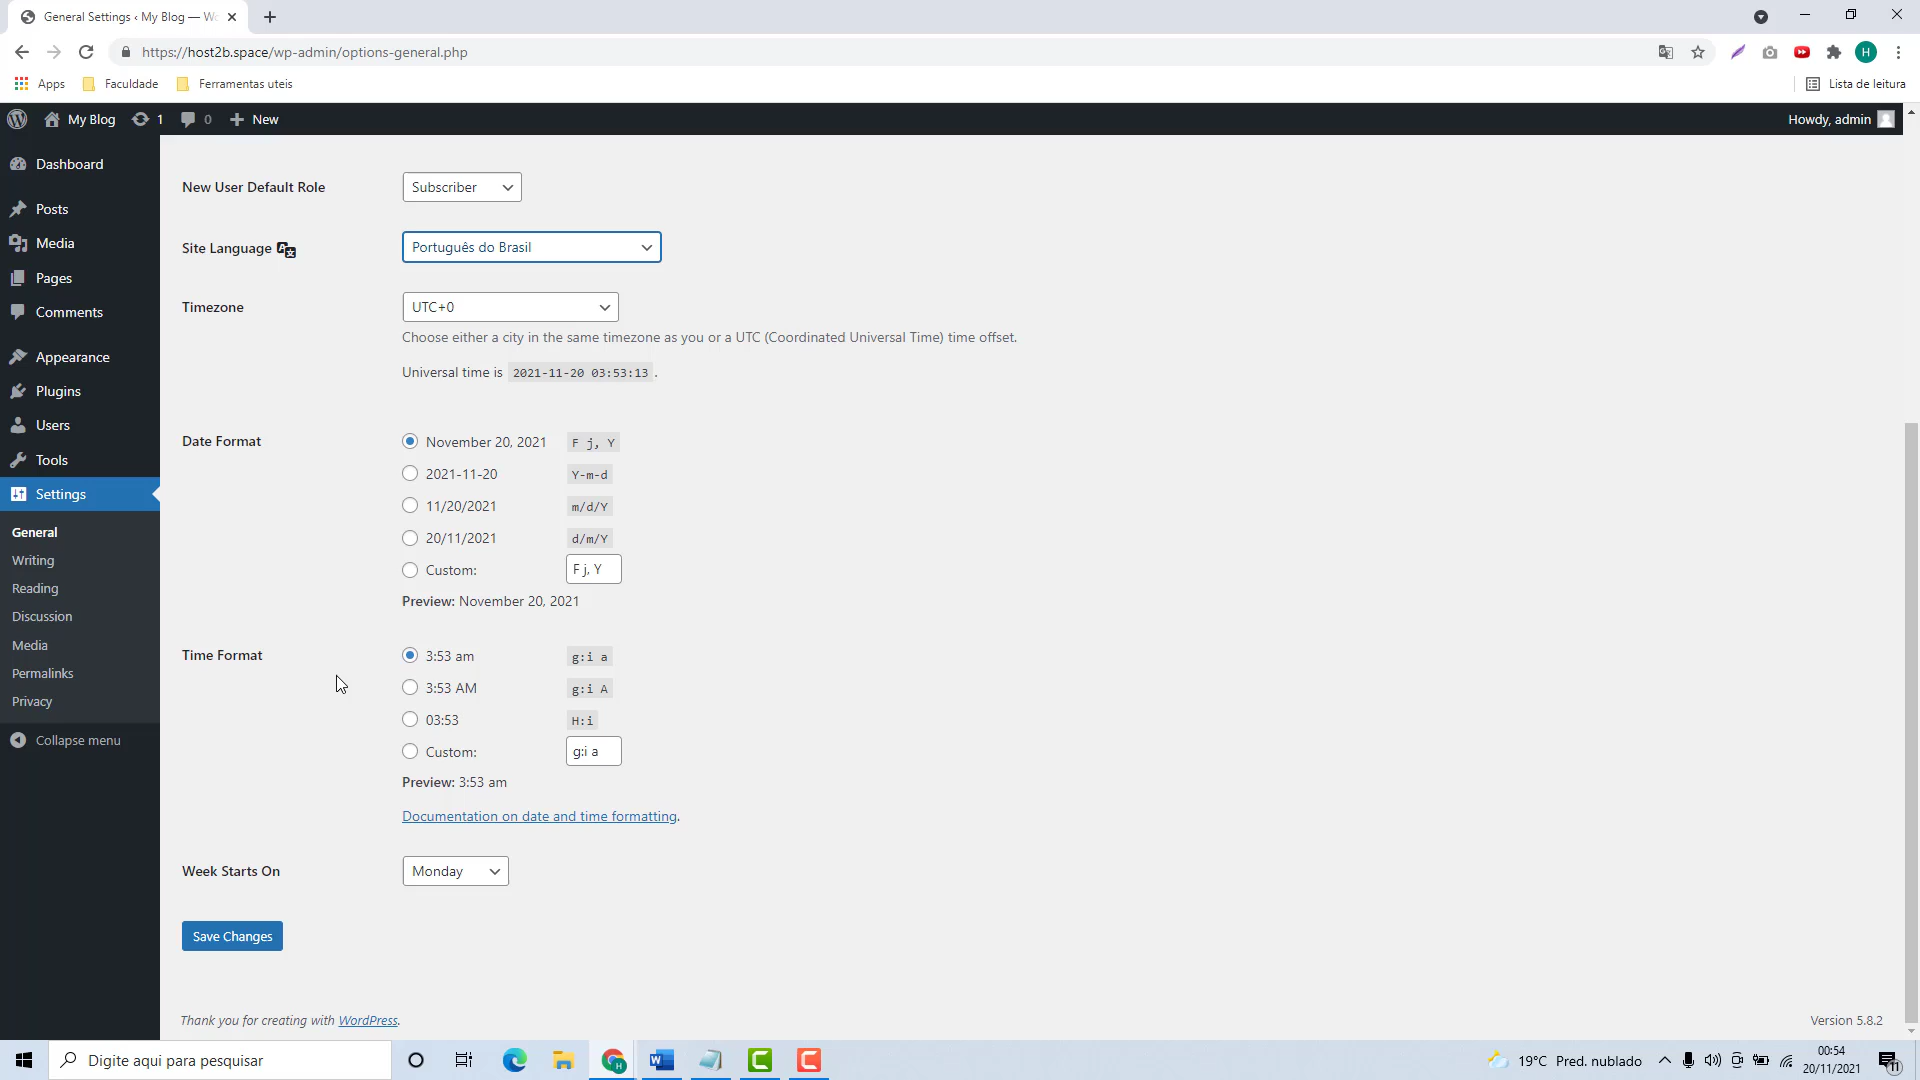 General Settings ‹ My Blog — Wo
https://host2b.space/wp-admin/options-general.php
H
Apps
Faculdade
Ferramentas uteis
Lista de leitura
My Blog
1
0
New
Howdy, admin
Dashboard
Posts
Media
Pages
Comments
Appearance
Plugins
Users
Tools
Settings
General
Writing
Reading
Discussion
Media
Permalinks
Privacy
Collapse menu
New User Default Role
Subscriber
Site Language
Português do Brasil
Timezone
UTC+0
Choose either a city in the same timezone as you or a UTC (Coordinated Universal Time) time offset.
Universal time is 2021-11-20 03:53:13 .
Date Format
November 20, 2021 F j, Y
2021-11-20 Y-m-d
11/20/2021 m/d/Y
20/11/2021 d/m/Y
Custom: F j, Y
Preview: November 20, 2021
Time Format
3:53 am g:i a
3:53 AM g:i A
03:53 H:i
Custom: g:i a
Preview: 3:53 am
Documentation on date and time formatting.
Week Starts On
Monday
Save Changes
Thank you for creating with WordPress.
Version 5.8.2
Digite aqui para pesquisar
19°C Pred. nublado
00:54
20/11/2021
11